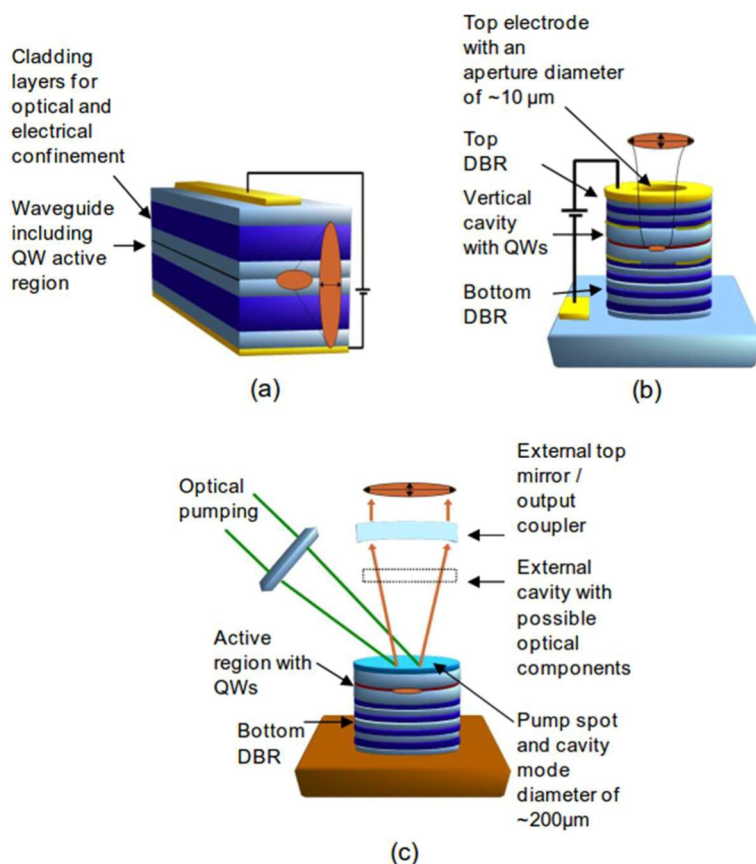 Cladding
layers for
optical and
electrical
confinement
Waveguide
including
QW active
region
(a)
Top electrode
with an
aperture diameter
of ~10 µm
Top
DBR
Vertical
cavity
with QWs
Bottom
DBR
(b)
Optical
pumping
External top
mirror /
output
coupler
External
cavity with
possible
optical
components
Active
region with
QWs
Bottom
DBR
Pump spot
and cavity
mode
diameter of
~200µm
(c)